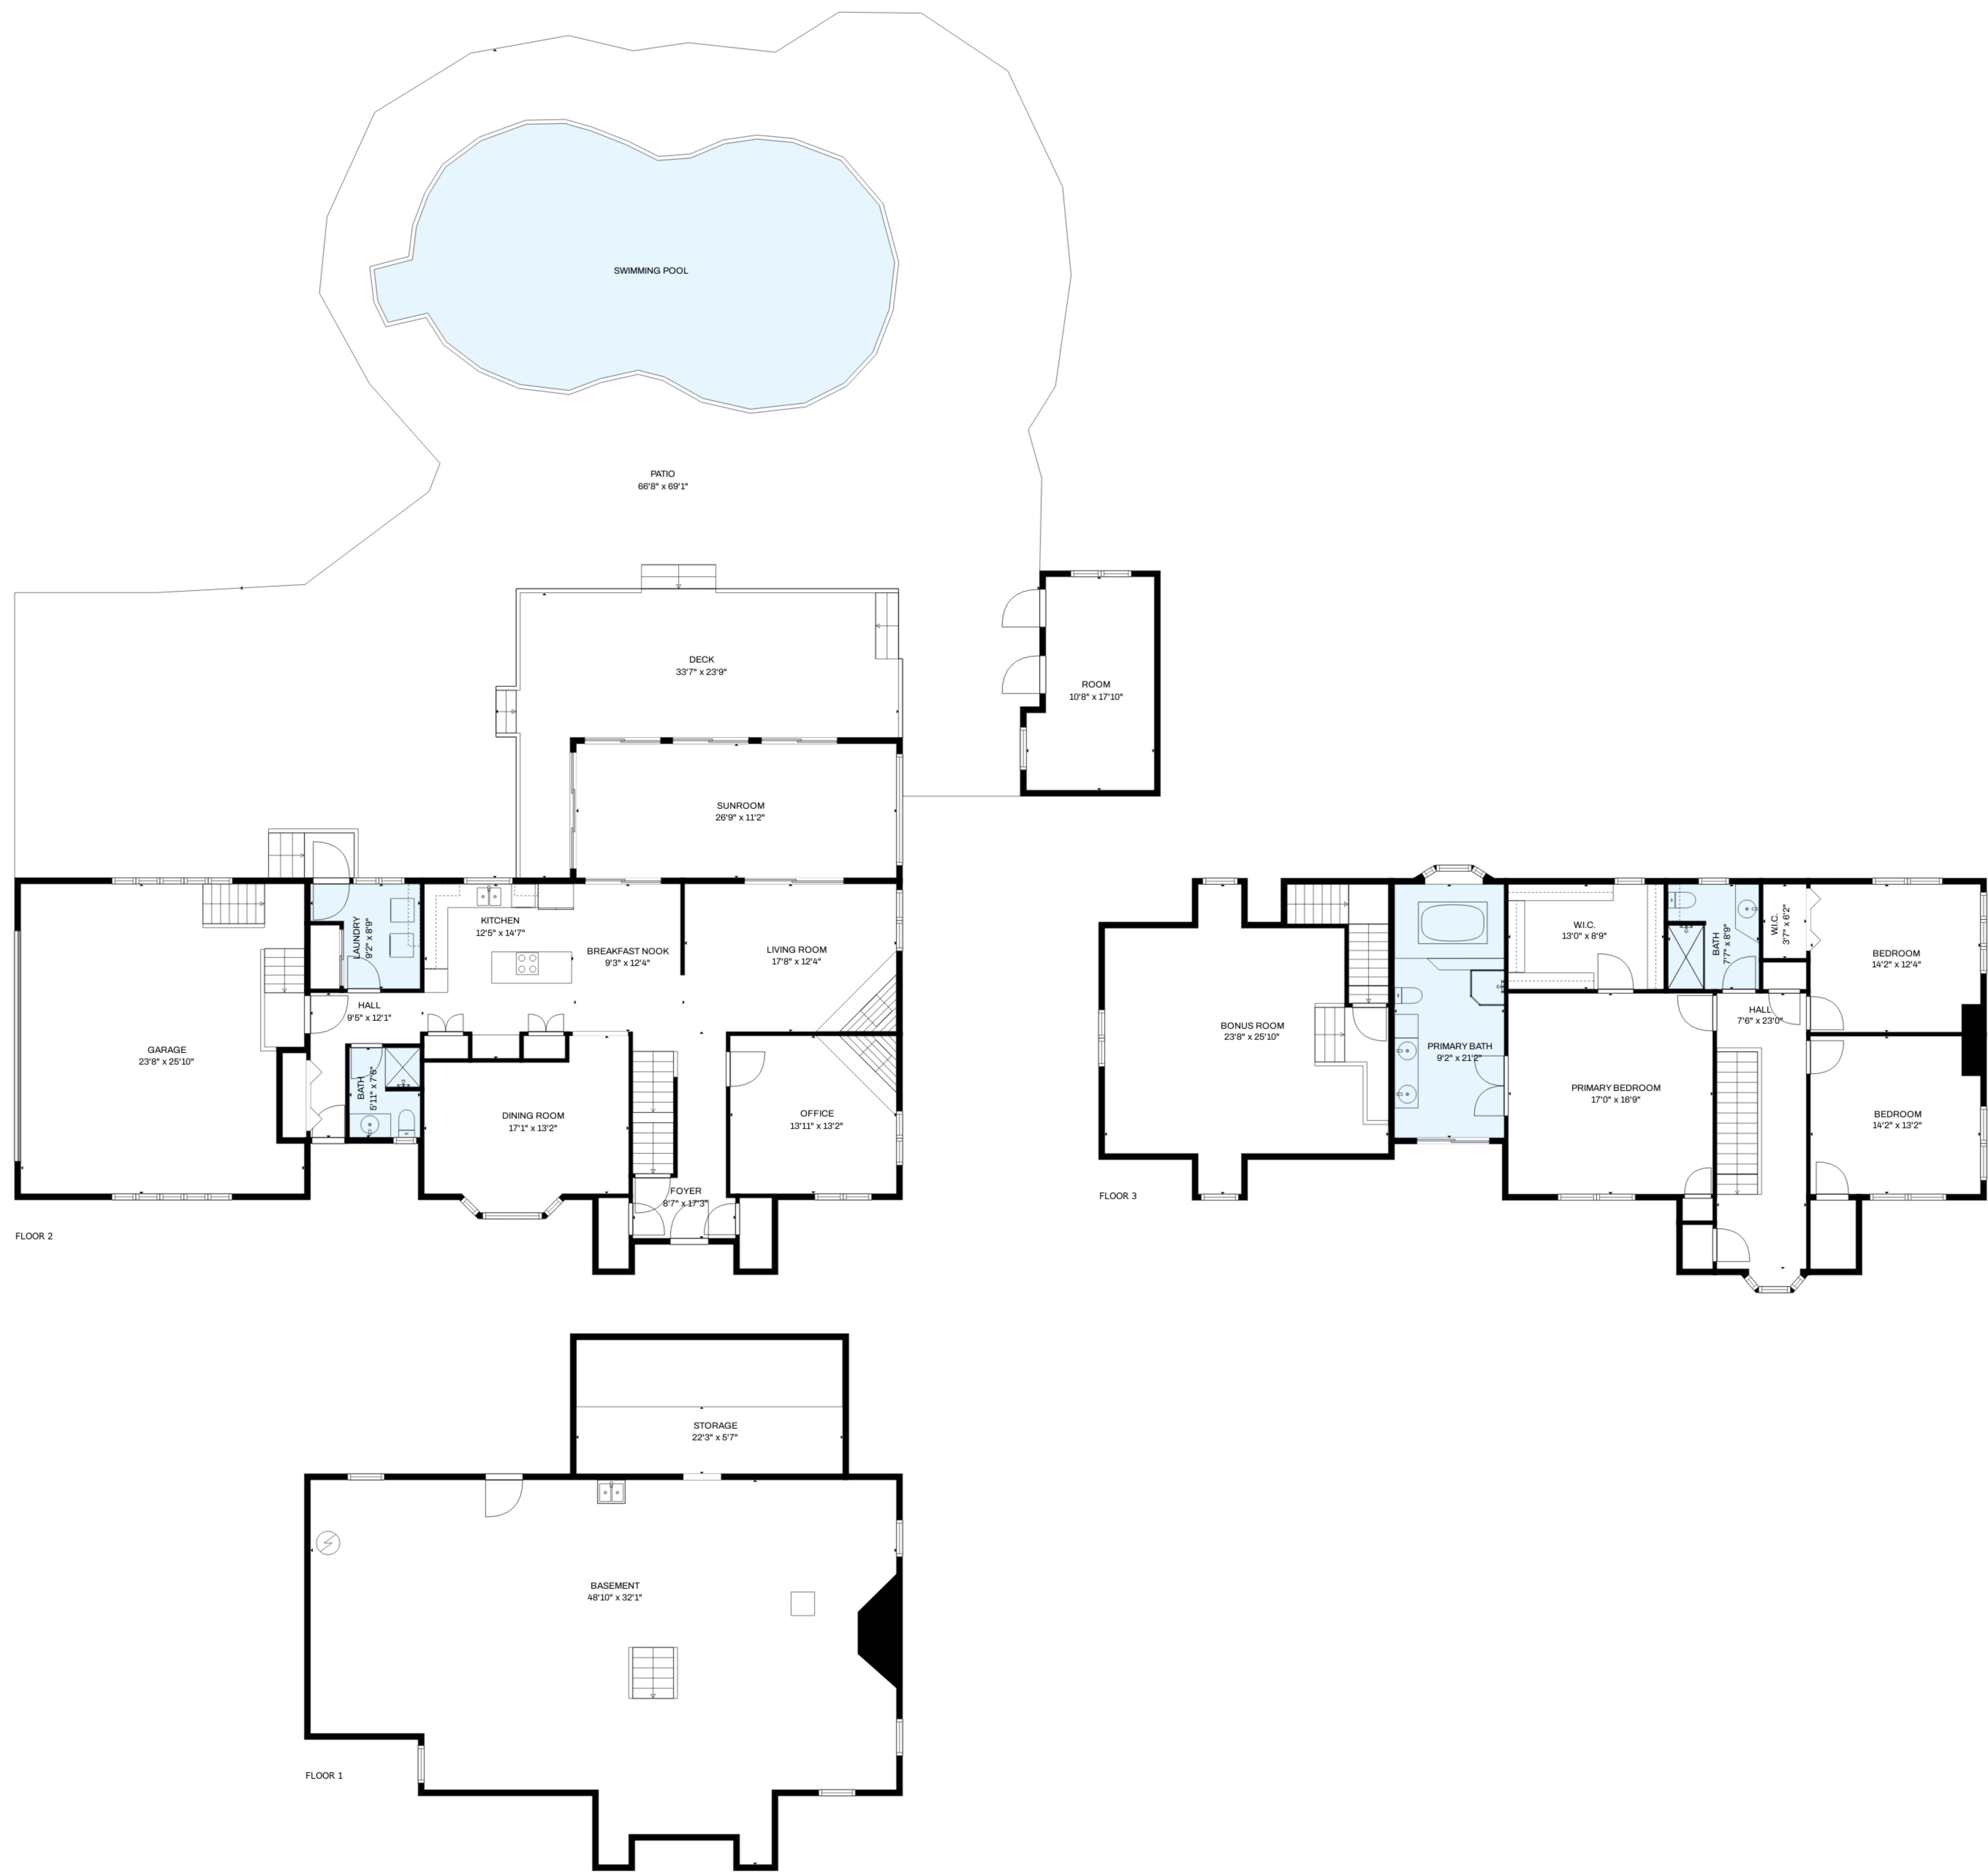 SWIMMING POOL
PATIO
66'8" x 69'1"
DECK
33'7" x 23'9"
ROOM
10'8" x 17'10"
SUNROOM
26'9" x 11'2"
LAUNDRY
9'2" x 8'9"
KITCHEN
12'5" x 14'7"
BREAKFAST NOOK
9'3" x 12'4"
LIVING ROOM
17'8" x 12'4"
HALL
9'5" x 12'1"
GARAGE
23'8" x 25'10"
BATH
5'11" x 7'8"
DINING ROOM
17'1" x 13'2"
OFFICE
13'11" x 13'2"
FOYER
8'7" x 17'3"
FLOOR 2
W.I.C.
13'0" x 8'9"
BATH
7'7" x 8'9"
W.I.C.
3'7" x 6'2"
BEDROOM
14'2" x 12'4"
HALL
7'6" x 23'0"
BONUS ROOM
23'8" x 25'10"
PRIMARY BATH
9'2" x 21'2"
PRIMARY BEDROOM
17'0" x 16'9"
BEDROOM
14'2" x 13'2"
FLOOR 3
STORAGE
22'3" x 5'7"
BASEMENT
48'10" x 32'1"
FLOOR 1